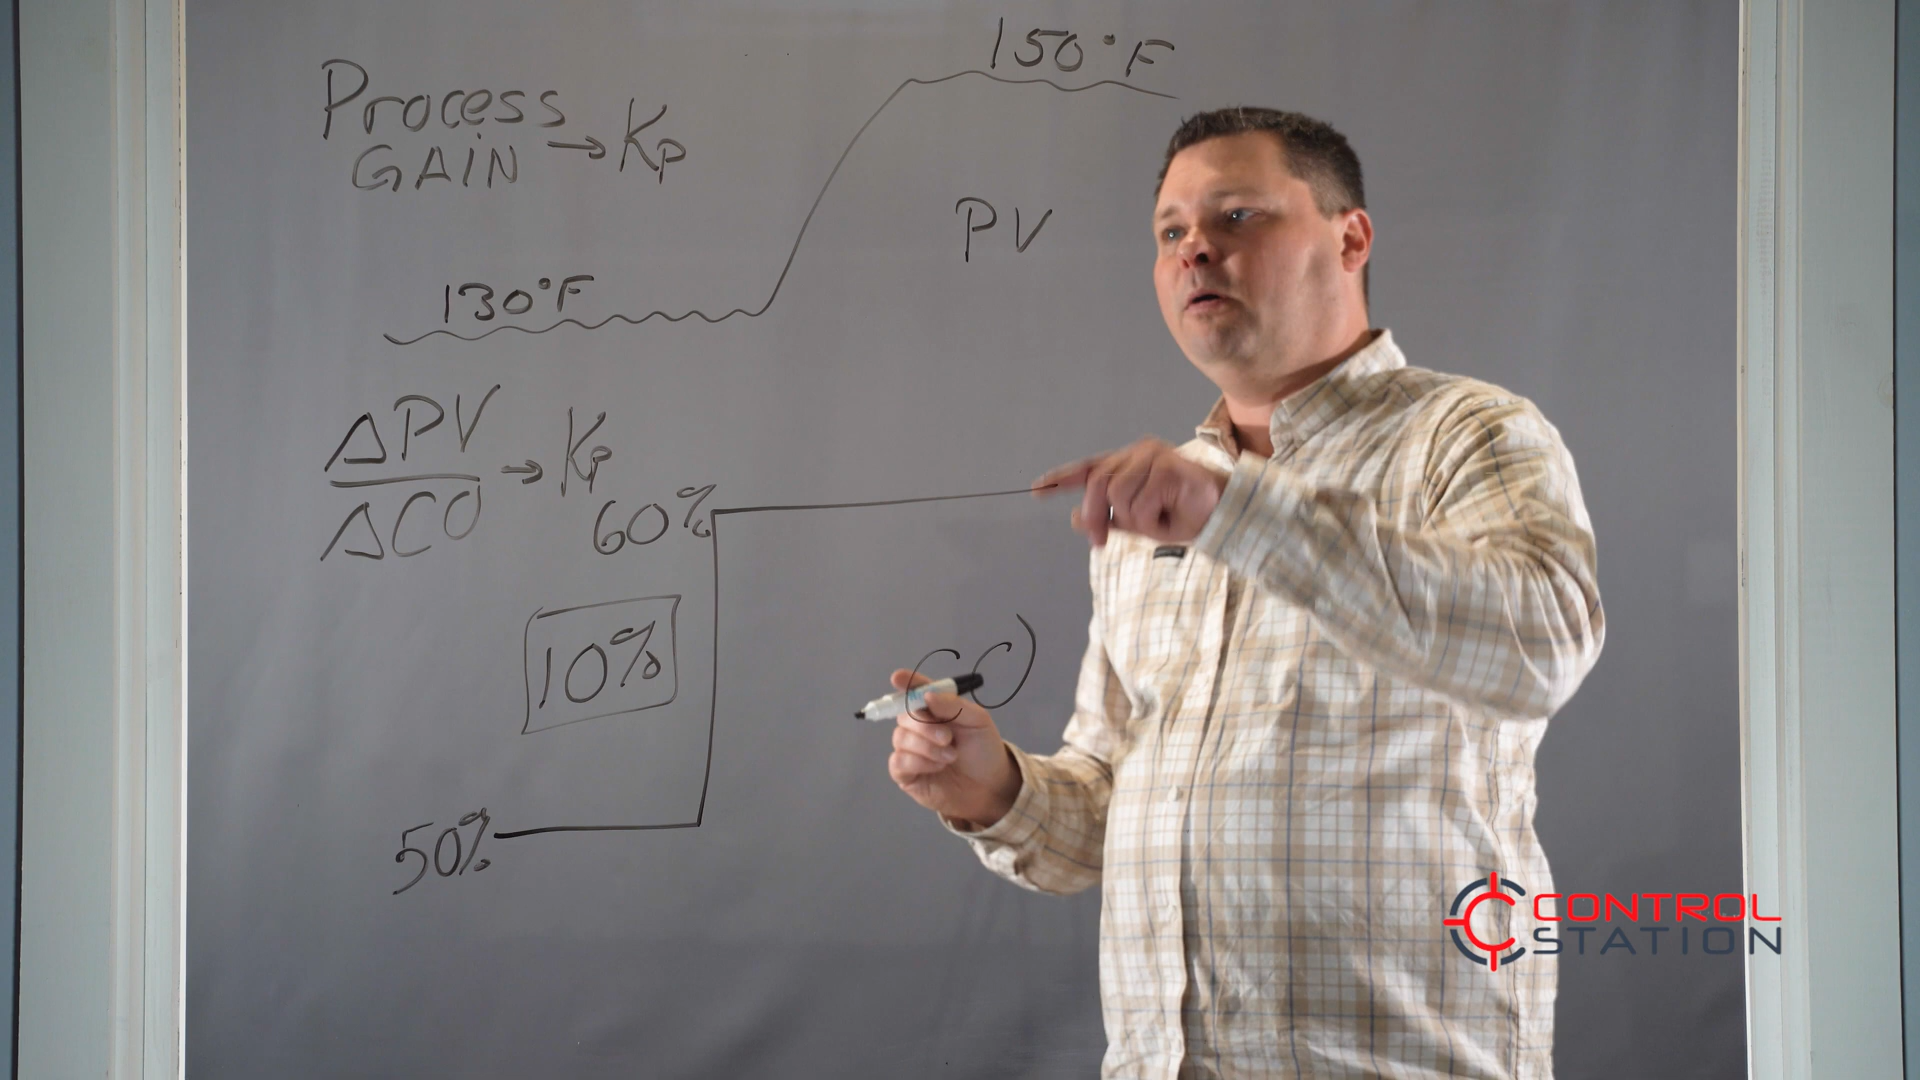 150°F
Process
GAIN → Kp
PV
130°F
ΔPV
ΔCO → Kp
60%
10%
CO
50%
CONTROL
STATION